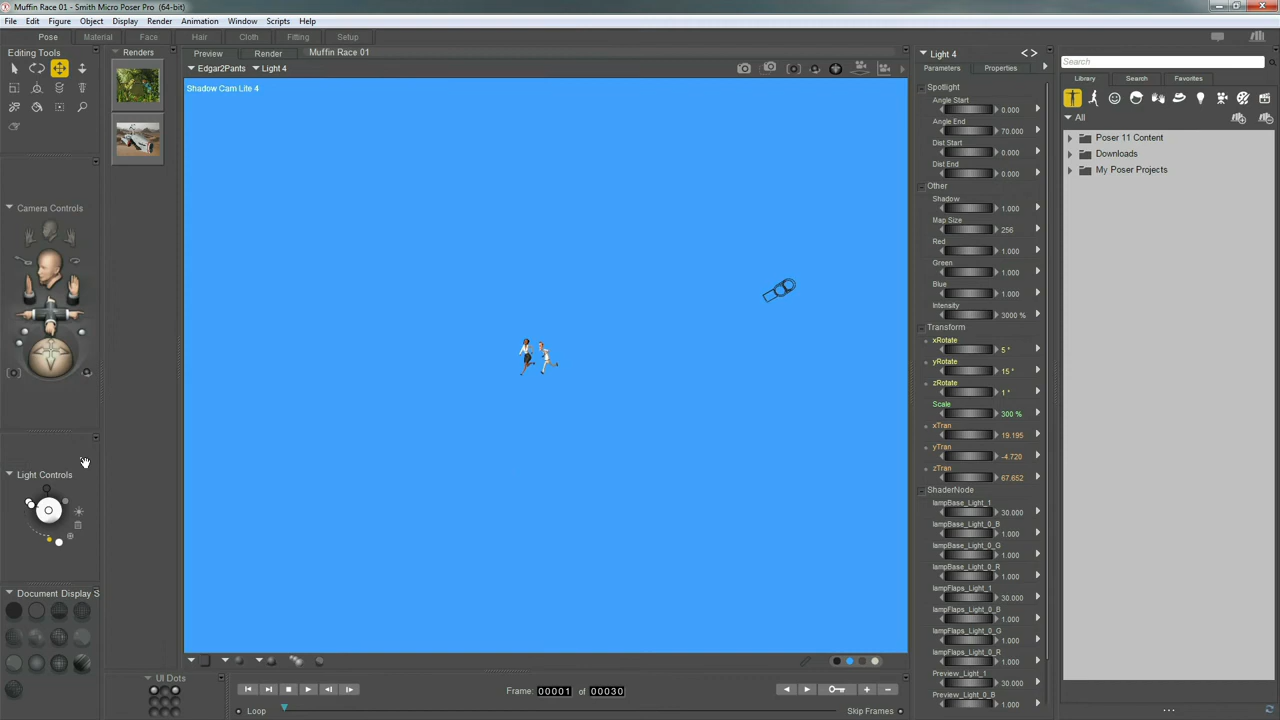 Muffin Race 01 - Smith Micro Poser Pro (64-bit)
File Edit Figure Object Display Render Animation Window Scripts Help
Pose Material Face Hair Cloth Fitting Setup
Editing Tools
Renders
Preview Render Muffin Race 01
Edgar2Pants Light 4
Shadow Cam Lite 4
Camera Controls
Light Controls
Document Display S
UI Dots
Frame: 00001 of 00030
Loop
Skip Frames
Light 4
Parameters Properties
Spotlight
Angle Start
0.000
Angle End
70.000
Dist Start
0.000
Dist End
0.000
Other
Shadow
1.000
Map Size
256
Red
1.000
Green
1.000
Blue
1.000
Intensity
3000 %
Transform
xRotate
5 °
yRotate
15 °
zRotate
1 °
Scale
300 %
xTran
19.195
yTran
-4.720
zTran
67.652
ShaderNode
lampBase_Light_1
30.000
lampBase_Light_0_B
1.000
lampBase_Light_0_G
1.000
lampBase_Light_0_R
1.000
lampFlaps_Light_1
30.000
lampFlaps_Light_0_B
1.000
lampFlaps_Light_0_G
1.000
lampFlaps_Light_0_R
1.000
Preview_Light_1
30.000
Preview_Light_0_B
1.000
Search
Library Search Favorites
All
Poser 11 Content
Downloads
My Poser Projects